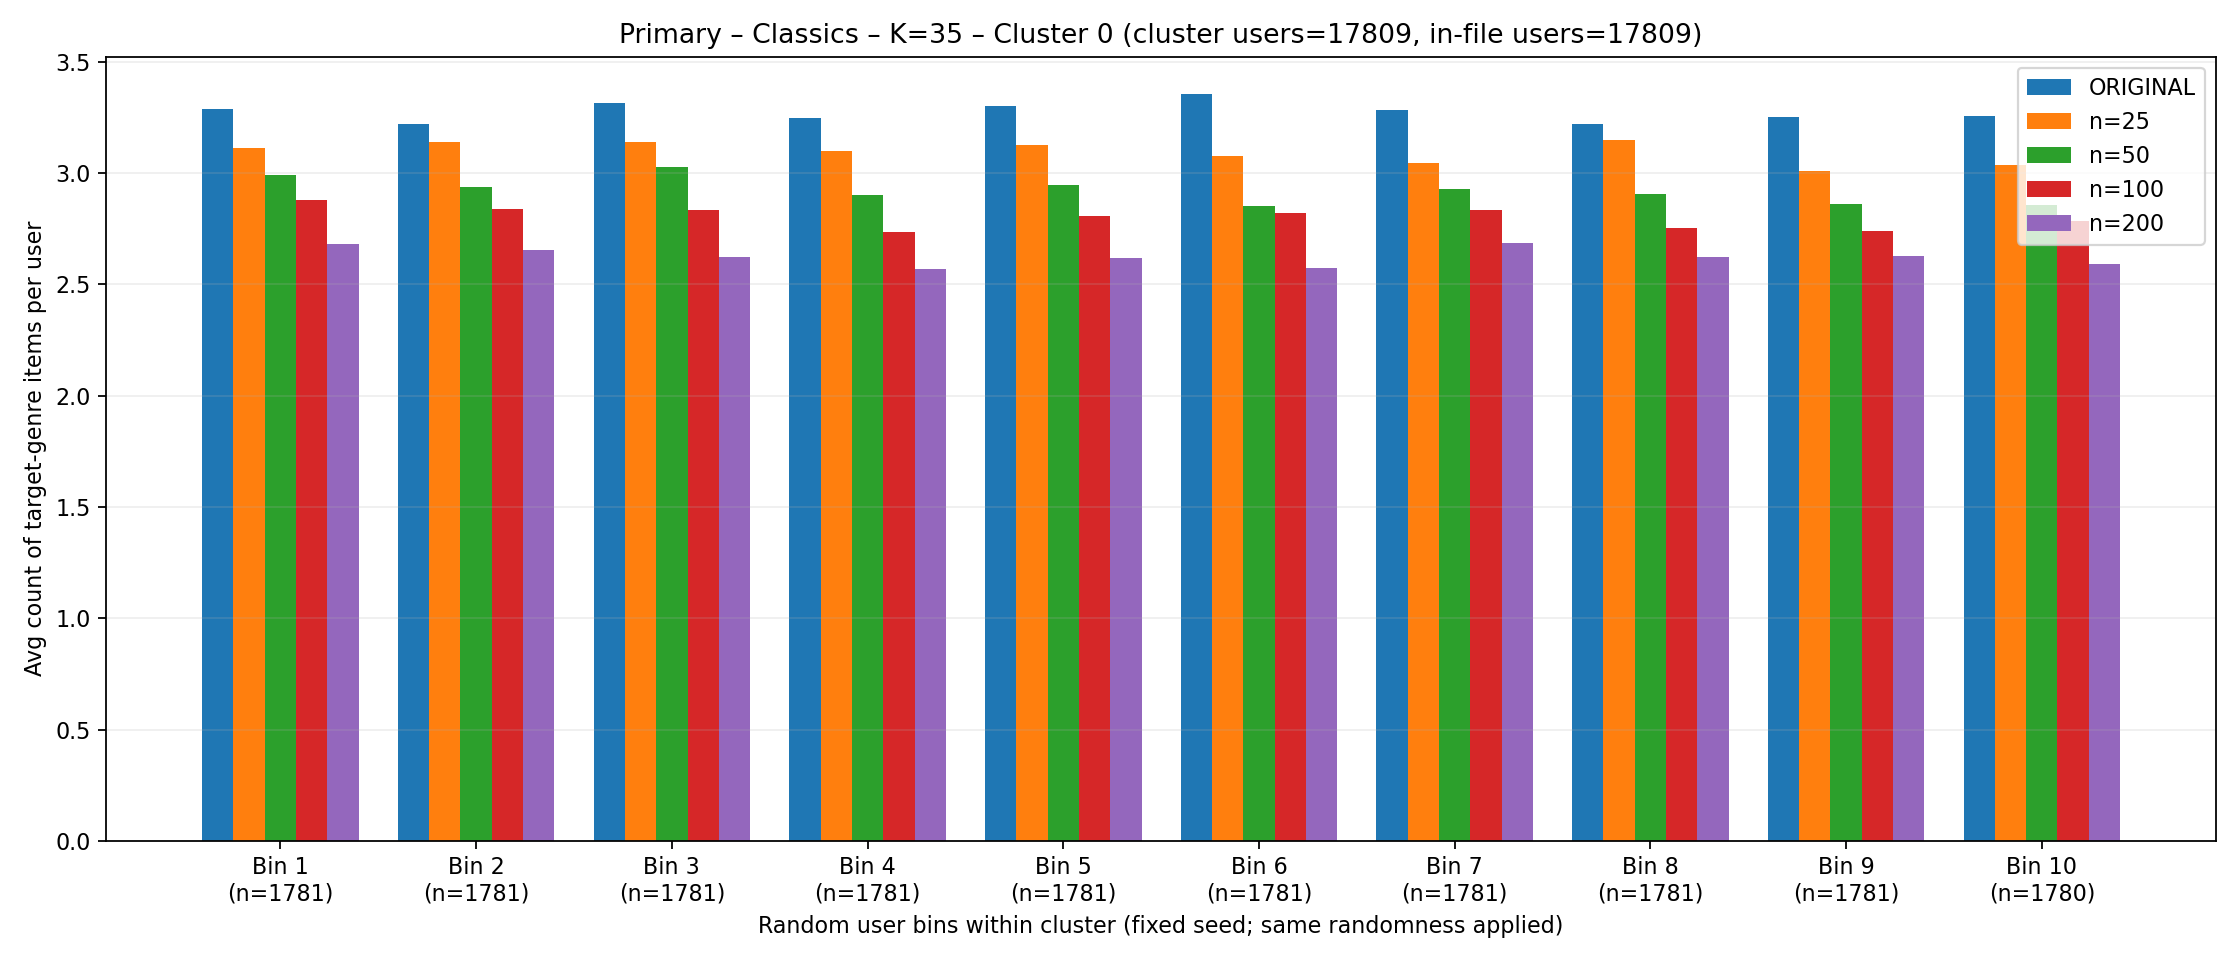 Primary – Classics – K=35 – Cluster 0 (cluster users=17809, in-file users=17809)
3.5
3.0
2.5
2.0
1.5
1.0
0.5
0.0
Avg count of target-genre items per user
ORIGINAL
n=25
n=50
n=100
n=200
Bin 1
(n=1781)
Bin 2
(n=1781)
Bin 3
(n=1781)
Bin 4
(n=1781)
Bin 5
(n=1781)
Bin 6
(n=1781)
Bin 7
(n=1781)
Bin 8
(n=1781)
Bin 9
(n=1781)
Bin 10
(n=1780)
Random user bins within cluster (fixed seed; same randomness applied)